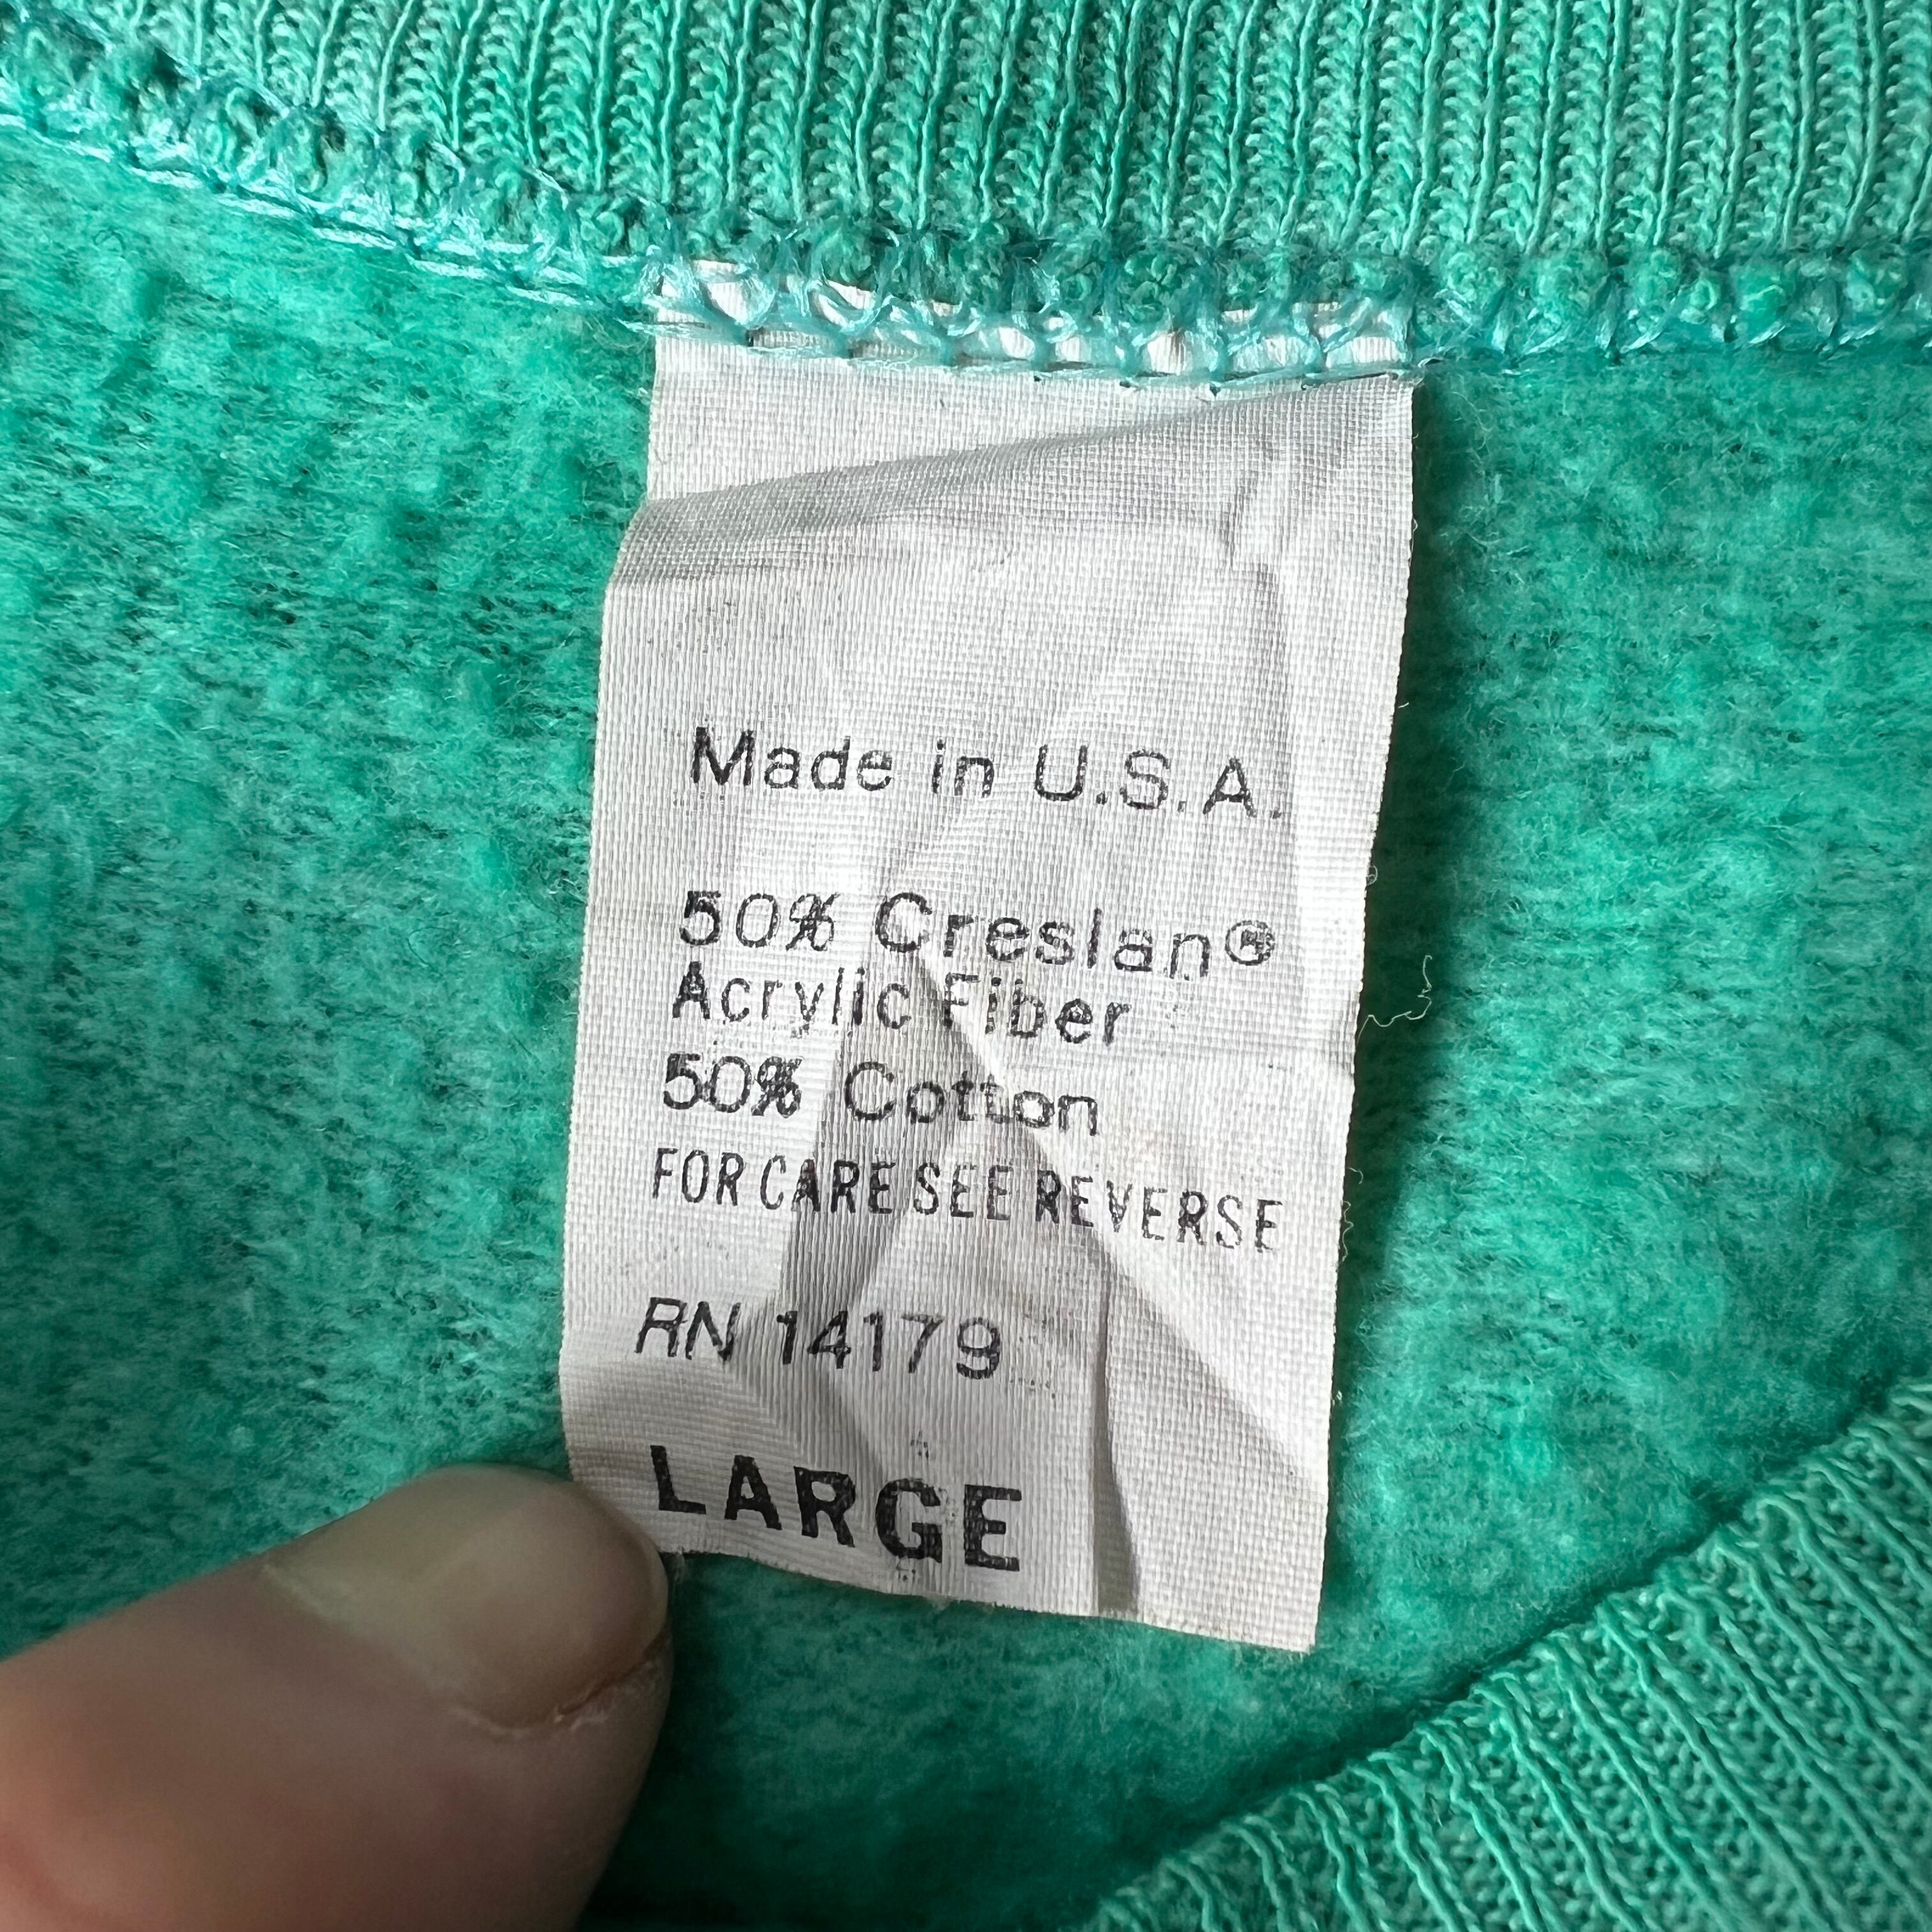 Made in U.S.A.
50% Creslan®
Acrylic Fiber
50% Cotton
FOR CARE SEE REVERSE
RN 14179
LARGE